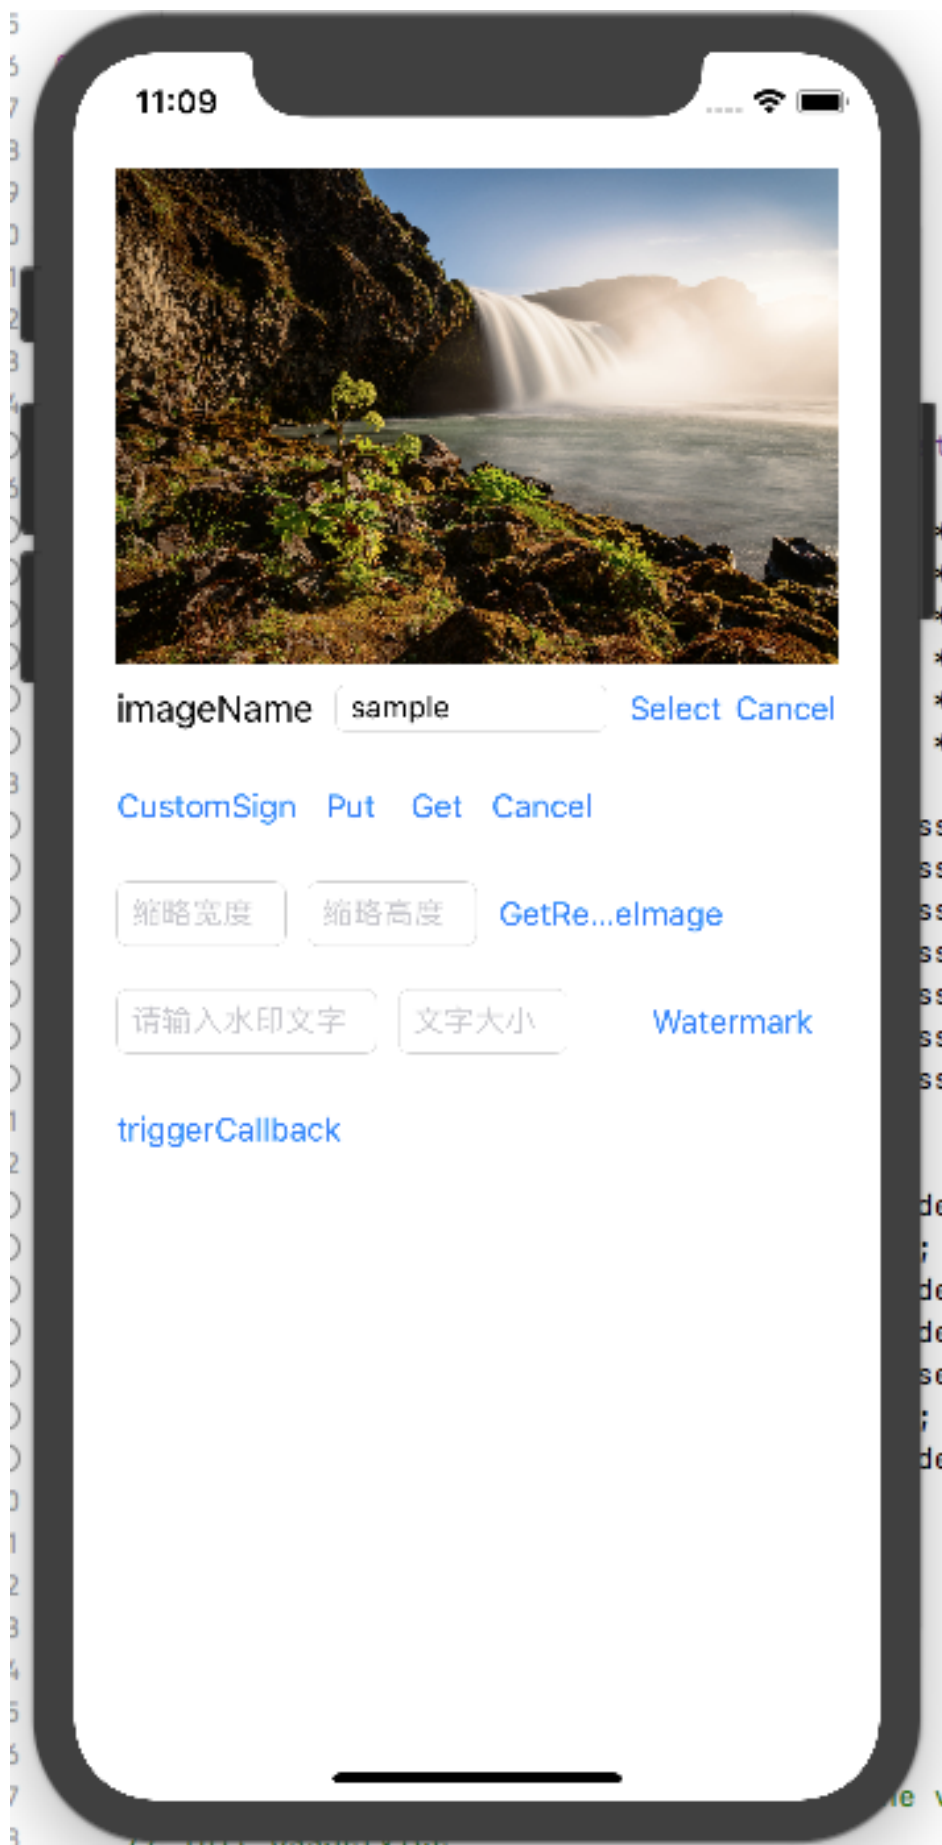 11:09
imageName sample Select Cancel
CustomSign Put Get Cancel
缩略宽度 缩略高度 GetRe...eImage
请输入水印文字 文字大小 Watermark
triggerCallback